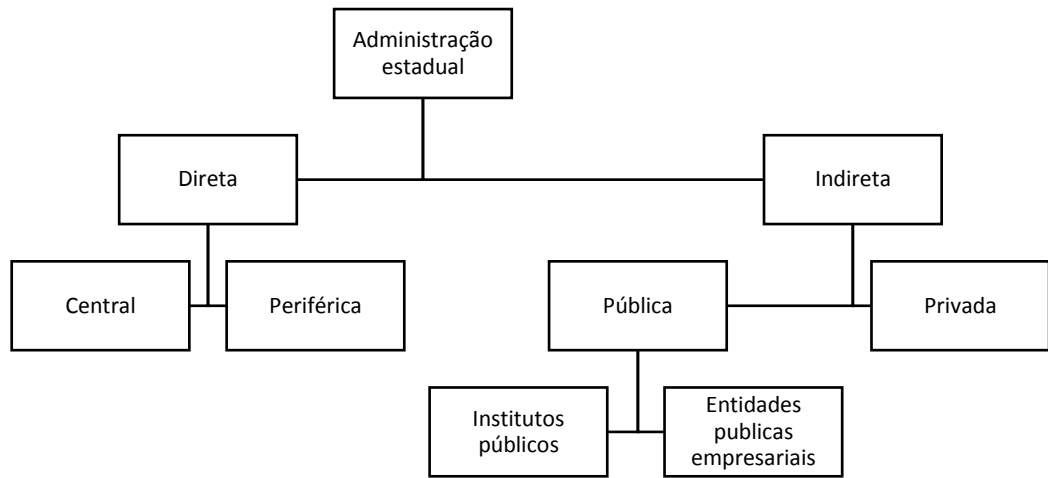 Administração
estadual
Direta
Indireta
Central
Periférica
Pública
Privada
Institutos
públicos
Entidades
publicas
empresariais